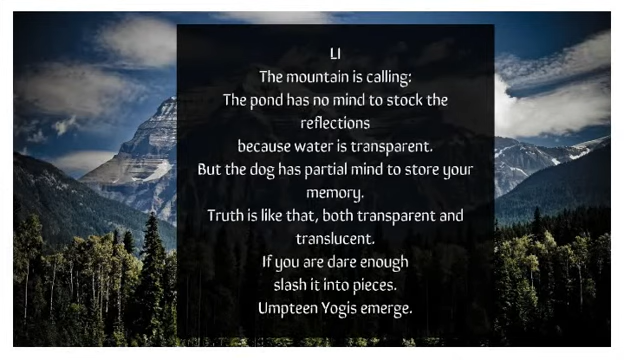 LI
The mountain is calling:
The pond has no mind to stock the
reflections
because water is transparent.
But the dog has partial mind to store your
memory.
Truth is like that, both transparent and
translucent.
If you are dare enough
slash it into pieces.
Umpteen Yogis emerge.